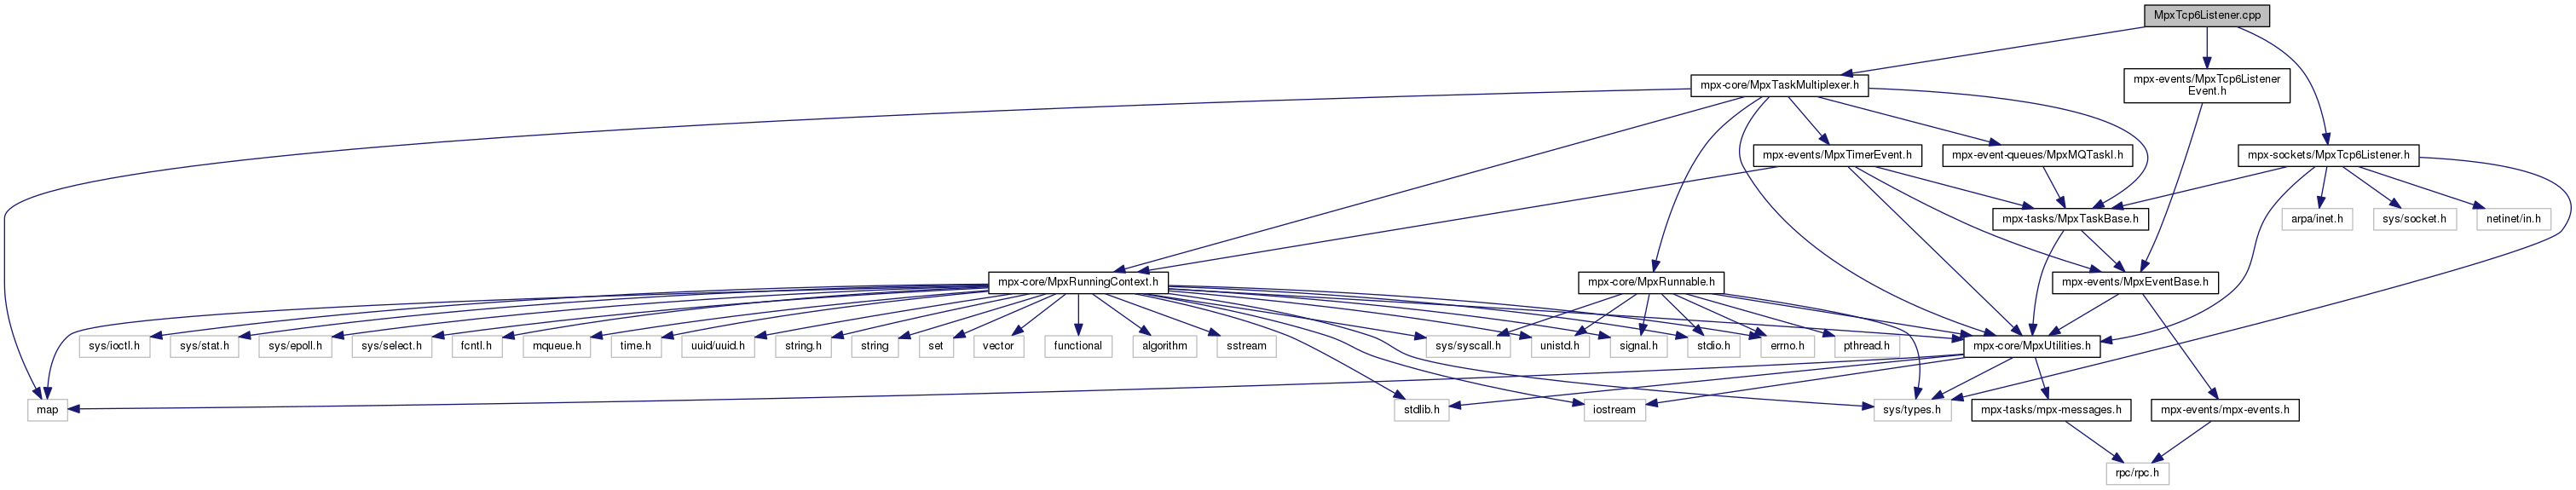 MpxTcp6Listener.cpp
mpx-core/MpxTaskMultiplexer.h
mpx-events/MpxTcp6Listener
Event.h
mpx-events/MpxTimerEvent.h
mpx-event-queues/MpxMQTaskI.h
mpx-sockets/MpxTcp6Listener.h
mpx-tasks/MpxTaskBase.h
arpa/inet.h
sys/socket.h
netinet/in.h
mpx-core/MpxRunningContext.h
mpx-core/MpxRunnable.h
mpx-events/MpxEventBase.h
sys/ioctl.h
sys/stat.h
sys/epoll.h
sys/select.h
fcntl.h
mqueue.h
time.h
uuid/uuid.h
string.h
string
set
vector
functional
algorithm
sstream
sys/syscall.h
unistd.h
signal.h
stdio.h
errno.h
pthread.h
mpx-core/MpxUtilities.h
map
stdlib.h
iostream
sys/types.h
mpx-tasks/mpx-messages.h
mpx-events/mpx-events.h
rpc/rpc.h